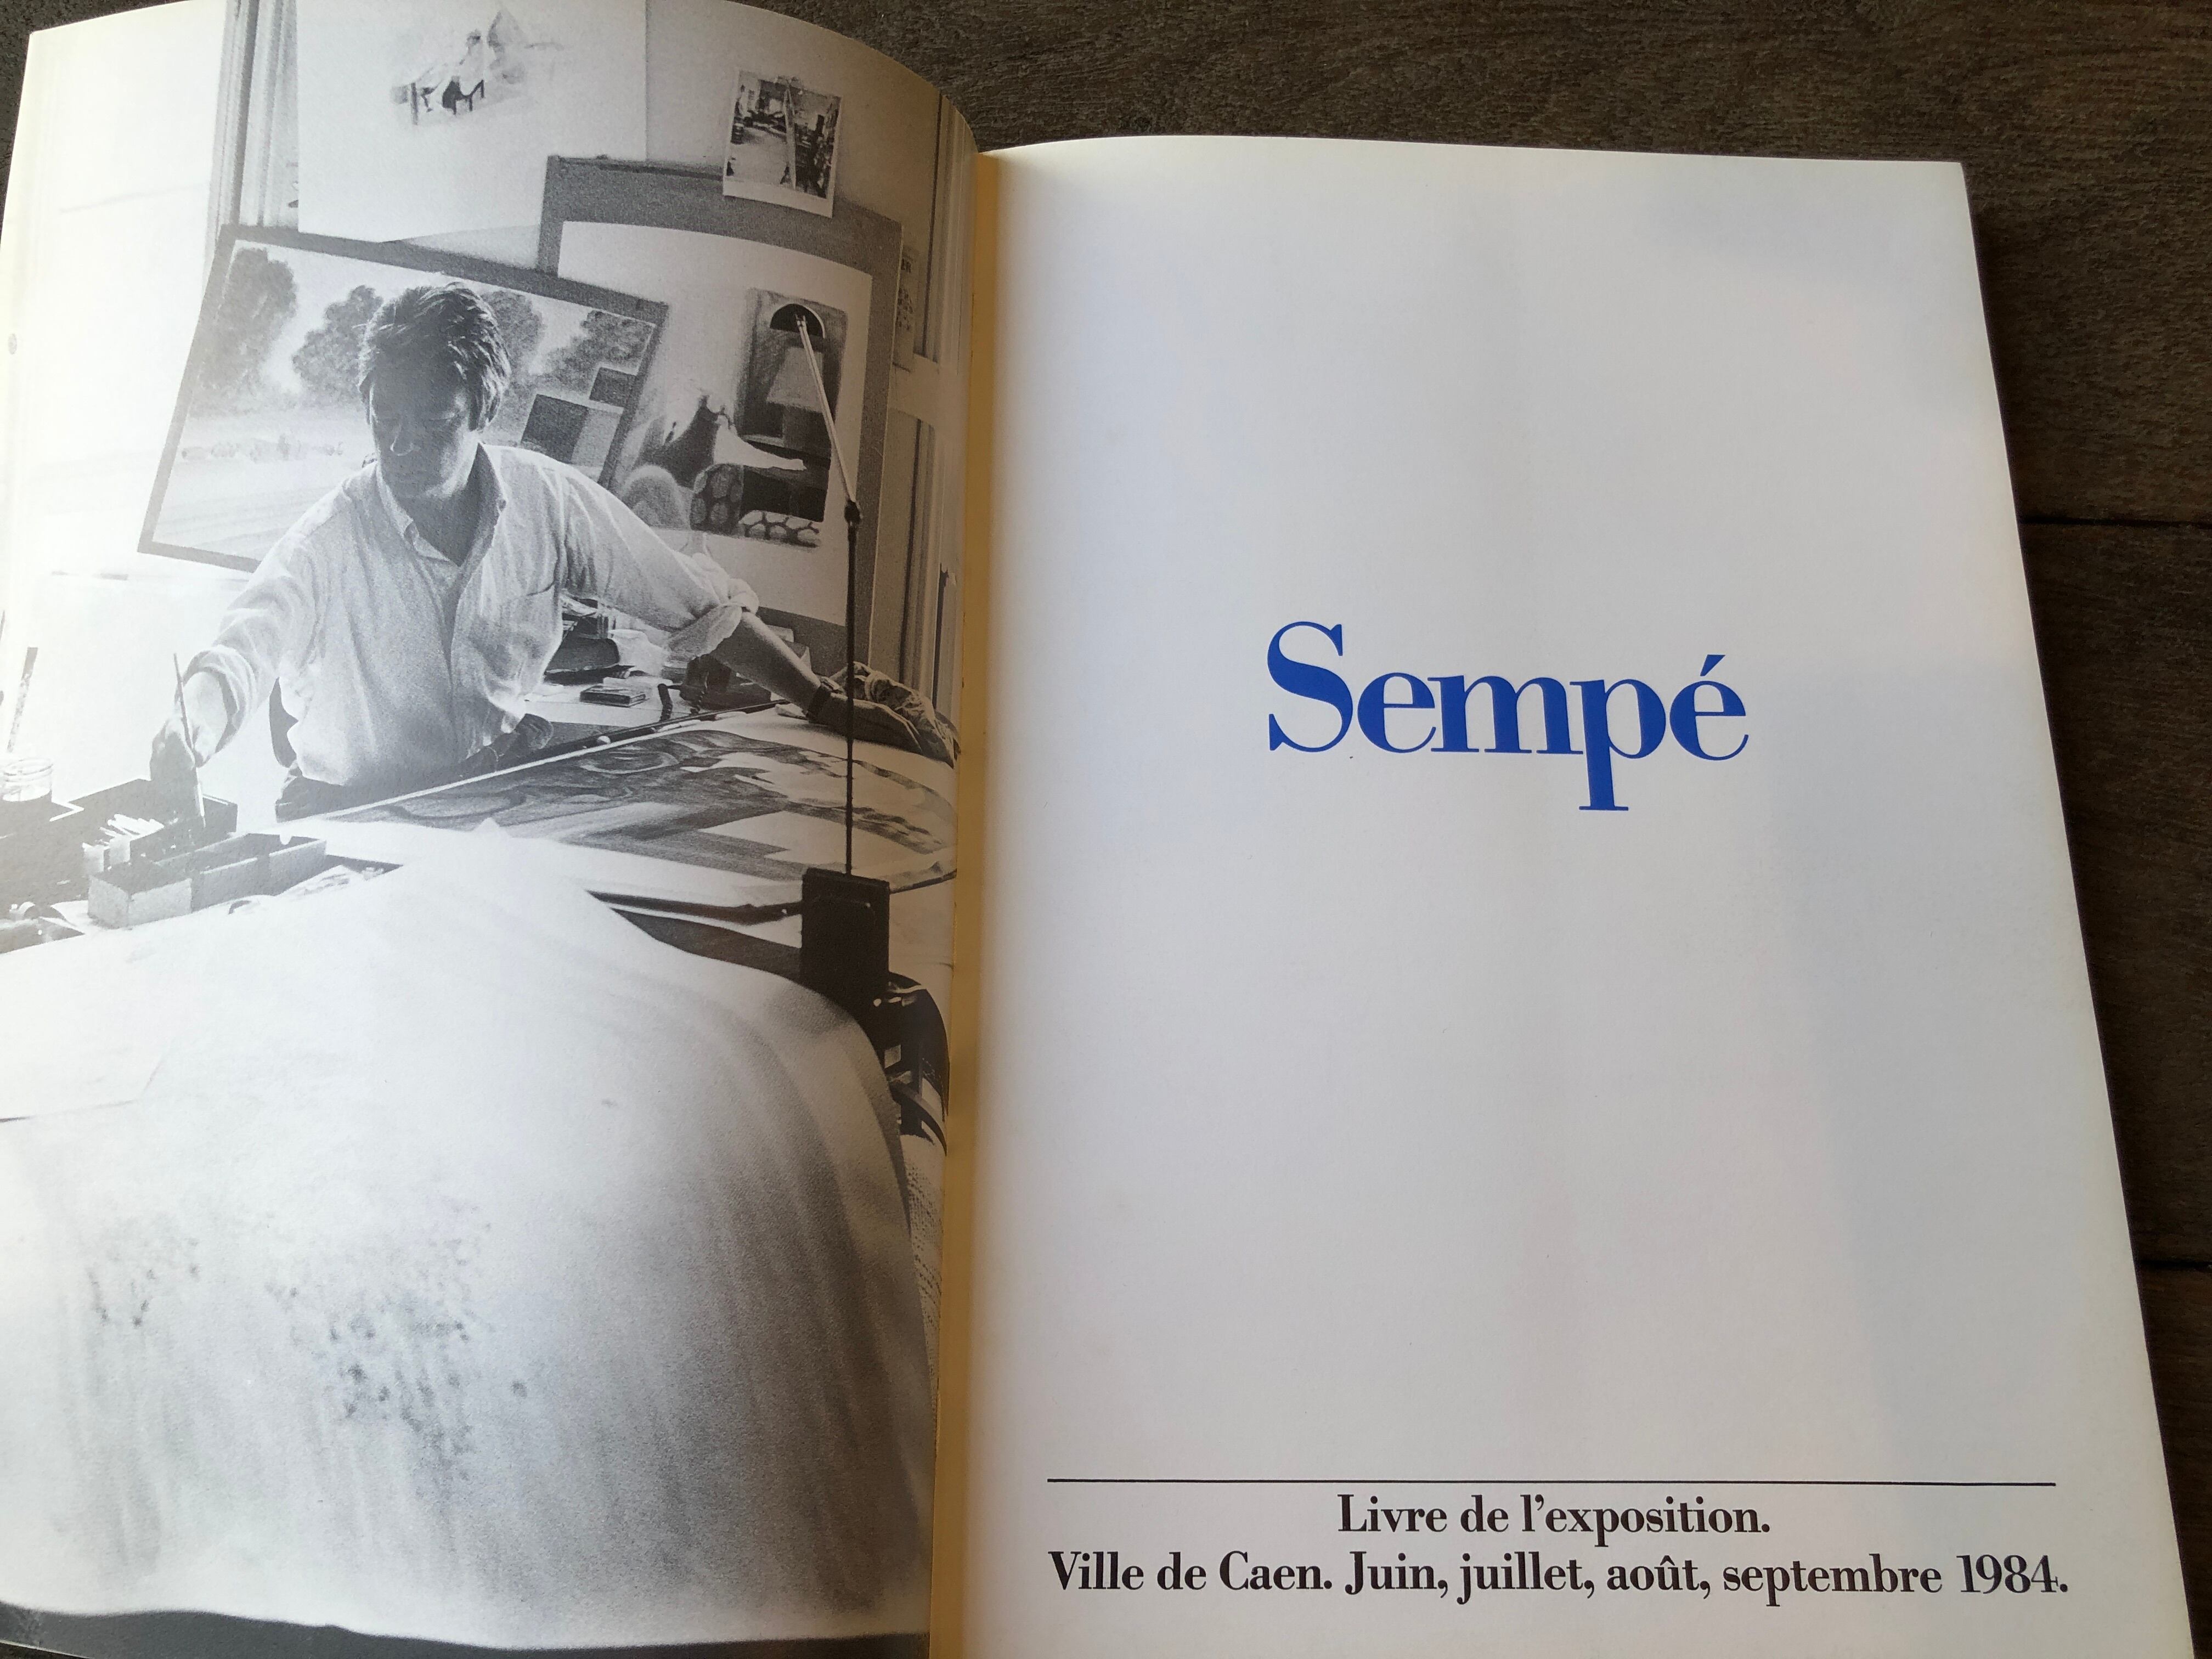 Sempé
Livre de l'exposition.
Ville de Caen. Juin, juillet, août, septembre 1984.